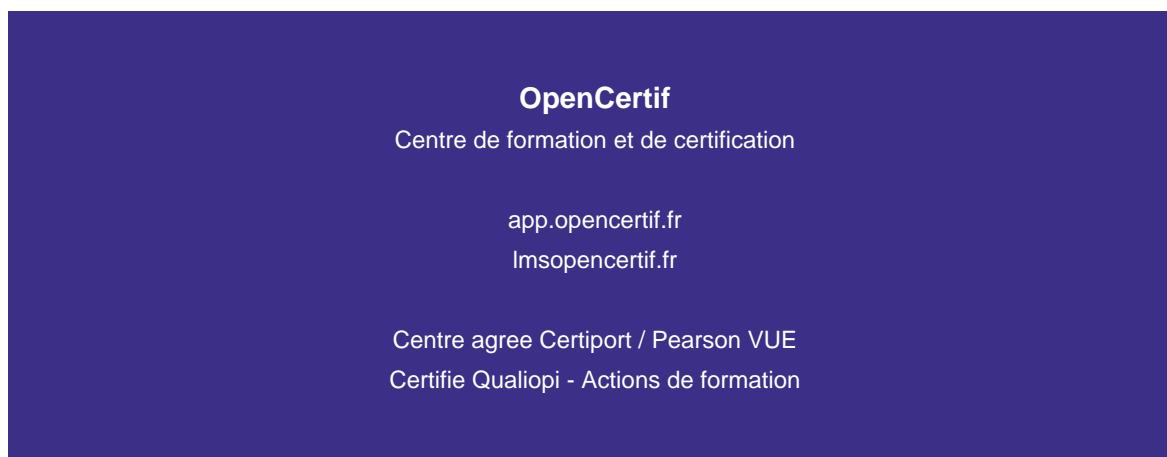 OpenCertif
Centre de formation et de certification
app.opencertif.fr
lmsopencertif.fr
Centre agree Certiport / Pearson VUE
Certifie Qualiopi - Actions de formation